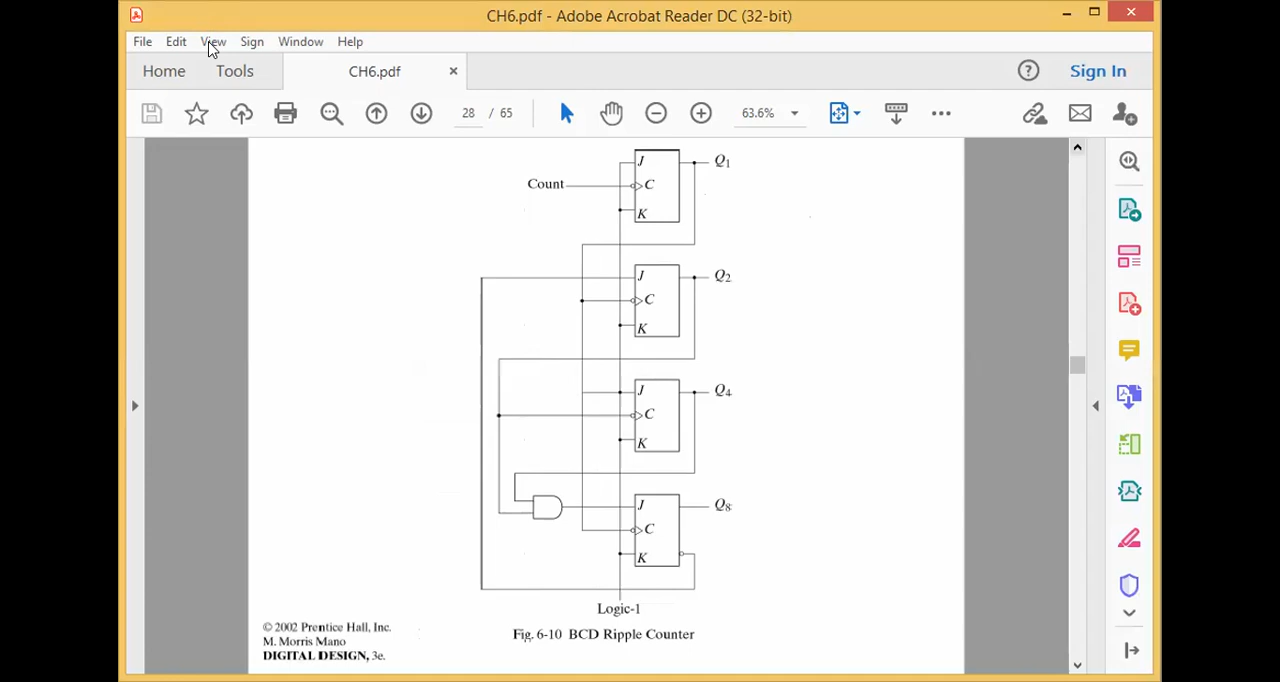 CH6.pdf - Adobe Acrobat Reader DC (32-bit)
File Edit View Sign Window Help
Home Tools CH6.pdf × ? Sign In
28 / 65 63.6%
J Q1
Count C
K
J Q2
C
K
J Q4
C
K
J Q8
C
K
Logic-1
Fig. 6-10 BCD Ripple Counter
© 2002 Prentice Hall, Inc.
M. Morris Mano
DIGITAL DESIGN, 3e.